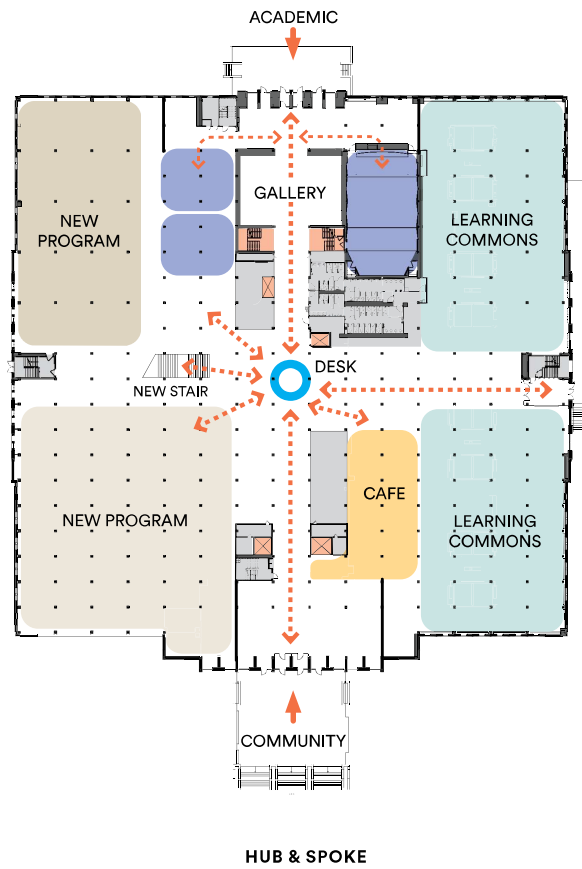 ACADEMIC
GALLERY
NEW
PROGRAM
LEARNING
COMMONS
DESK
NEW STAIR
CAFE
NEW PROGRAM
LEARNING
COMMONS
COMMUNITY
HUB & SPOKE